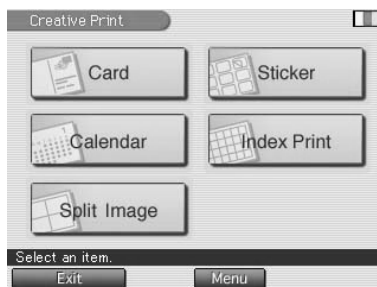 Creative Print
Card
Sticker
Calendar
Index Print
Split Image
Select an item.
Exit
Menu